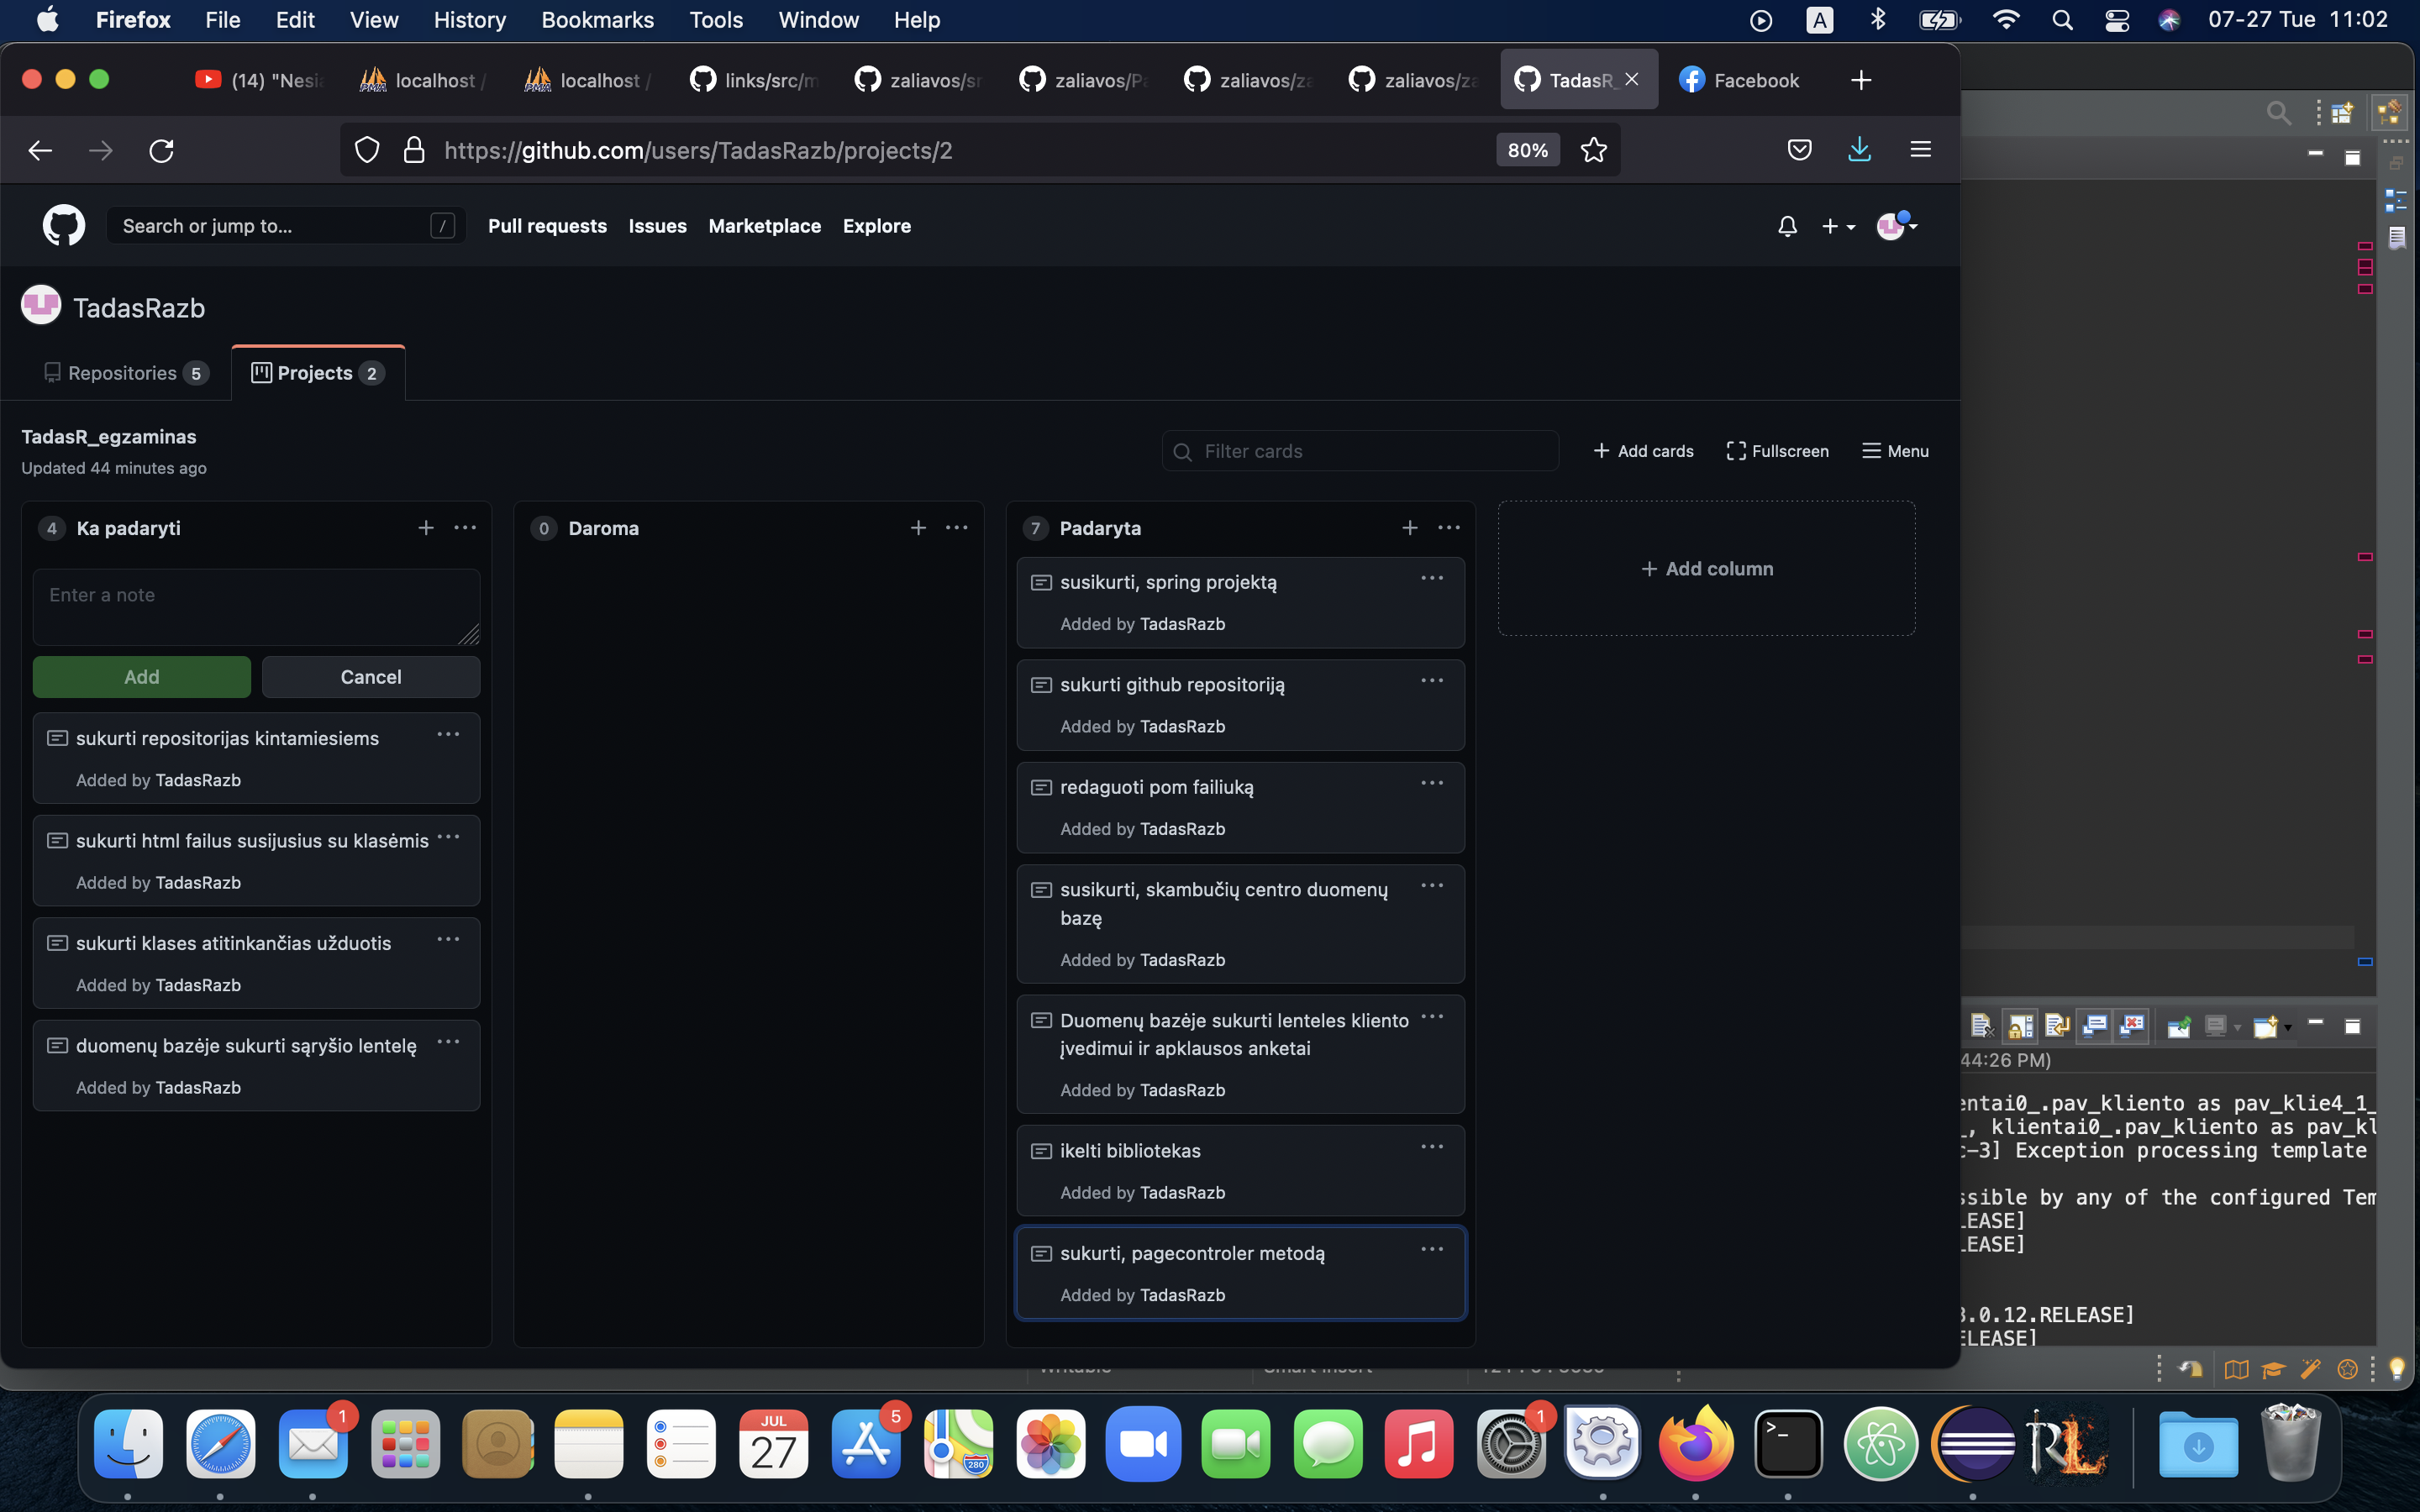 Firefox File Edit View History Bookmarks Tools Window Help
A
07-27 Tue 11:02
(14) "Nesia
localhost /
localhost /
links/src/m
zaliavos/sr
zaliavos/Pa
zaliavos/za
zaliavos/za
TadasR_
Facebook
https://github.com/users/TadasRazb/projects/2
80%
Search or jump to...
/
Pull requests Issues Marketplace Explore
TadasRazb
Repositories 5
Projects 2
TadasR_egzaminas
Updated 44 minutes ago
Filter cards
Add cards
Fullscreen
Menu
4 Ka padaryti
Enter a note
Add
Cancel
sukurti repositorijas kintamiesiems
Added by TadasRazb
sukurti html failus susijusius su klasėmis
Added by TadasRazb
sukurti klases atitinkančias užduotis
Added by TadasRazb
duomenų bazėje sukurti sąryšio lentelę
Added by TadasRazb
0 Daroma
7 Padaryta
susikurti, spring projektą
Added by TadasRazb
sukurti github repositoriją
Added by TadasRazb
redaguoti pom failiuką
Added by TadasRazb
susikurti, skambučių centro duomenų
bazę
Added by TadasRazb
Duomenų bazėje sukurti lenteles kliento
įvedimui ir apklausos anketai
Added by TadasRazb
ikelti bibliotekas
Added by TadasRazb
sukurti, pagecontroler metodą
Added by TadasRazb
Add column
44:26 PM)
entai0_.pav_kliento as pav_klie4_1_
_, klientai0_.pav_kliento as pav_kl
c-3] Exception processing template
ssible by any of the configured Tem
LEASE]
LEASE]
3.0.12.RELEASE]
ELEASE]
1
JUL
27
5
280
1
>_
RL